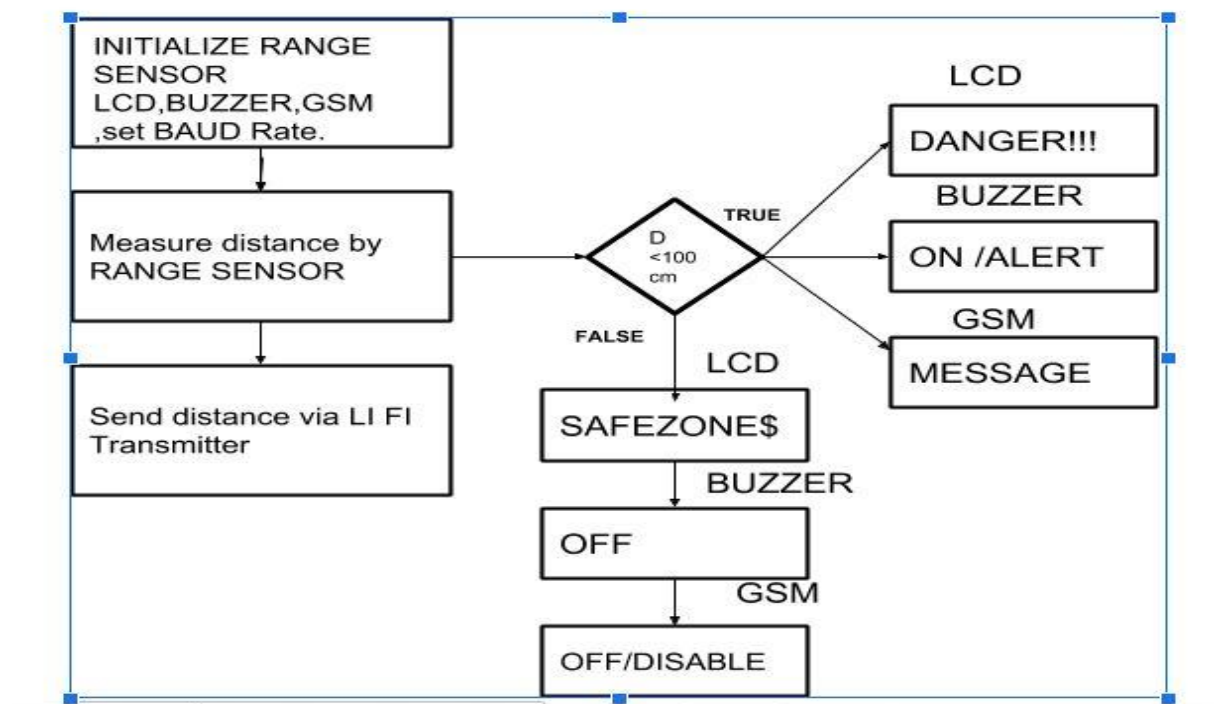 INITIALIZE RANGE
SENSOR
LCD,BUZZER,GSM
,set BAUD Rate.
Measure distance by
RANGE SENSOR
Send distance via LI FI
Transmitter
D
<100
cm
TRUE
FALSE
LCD
DANGER!!!
BUZZER
ON /ALERT
GSM
MESSAGE
LCD
SAFEZONE$
BUZZER
OFF
GSM
OFF/DISABLE